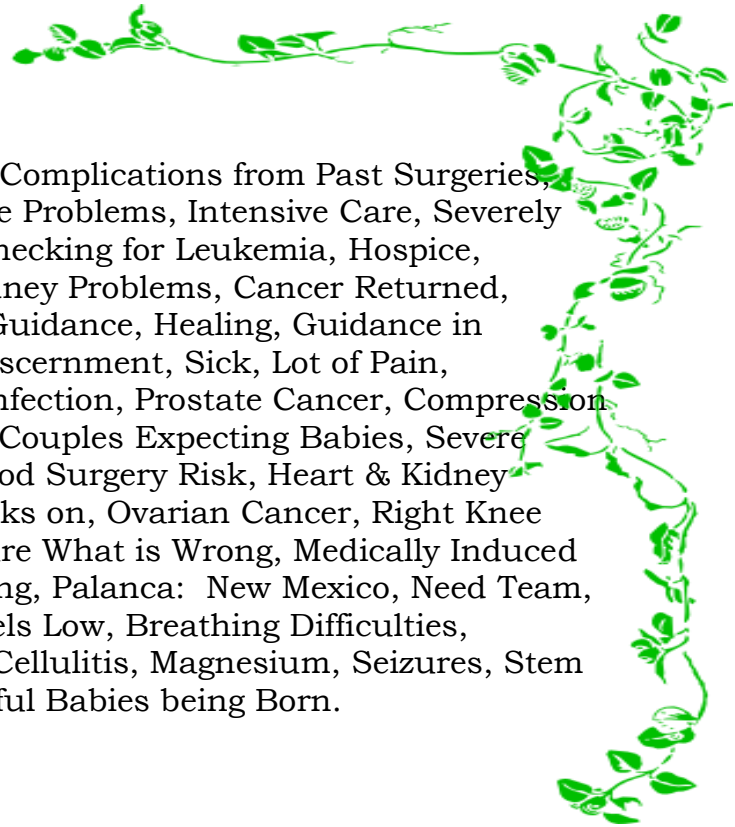 Complications from Past Surgeries,
e Problems, Intensive Care, Severely
hecking for Leukemia, Hospice,
ney Problems, Cancer Returned,
Guidance, Healing, Guidance in
scernment, Sick, Lot of Pain,
nfection, Prostate Cancer, Compression
Couples Expecting Babies, Severe
od Surgery Risk, Heart & Kidney
ks on, Ovarian Cancer, Right Knee
re What is Wrong, Medically Induced
ng, Palanca:  New Mexico, Need Team,
els Low, Breathing Difficulties,
Cellulitis, Magnesium, Seizures, Stem
ful Babies being Born.